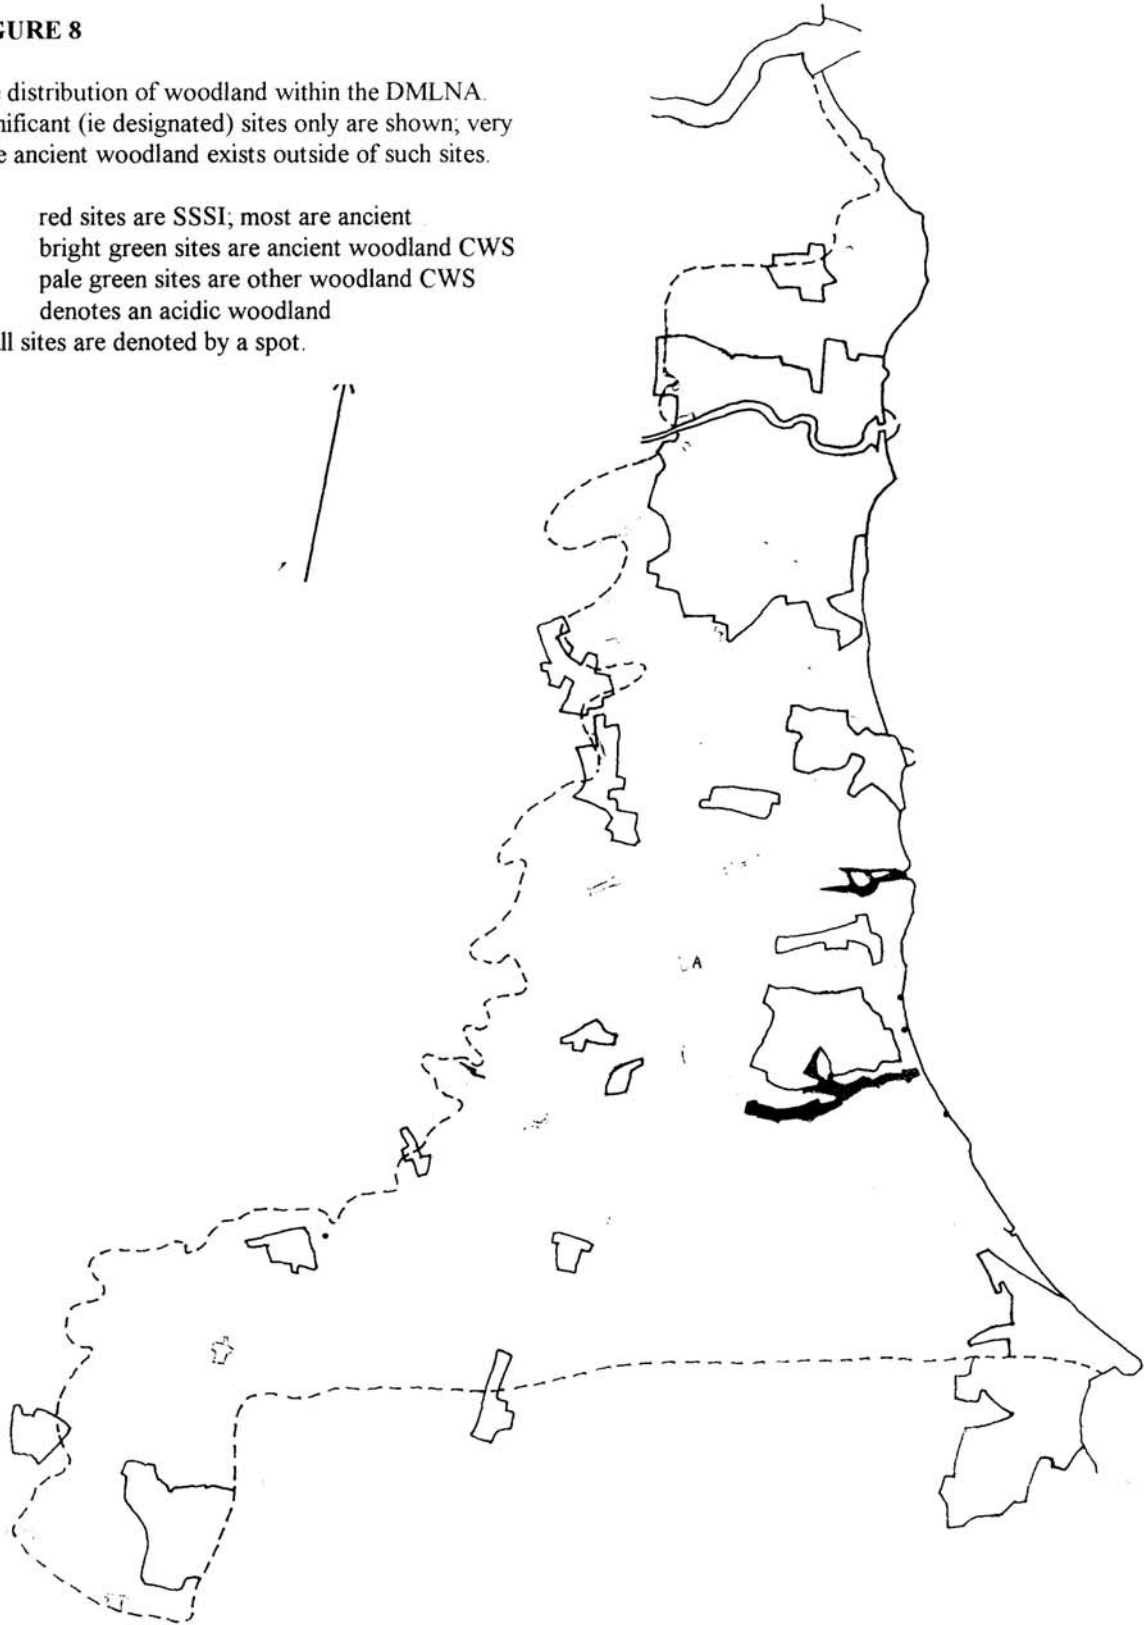 GURE 8
e distribution of woodland within the DMLNA.
nificant (ie designated) sites only are shown; very
e ancient woodland exists outside of such sites.
red sites are SSSI; most are ancient
bright green sites are ancient woodland CWS
pale green sites are other woodland CWS
denotes an acidic woodland
ll sites are denoted by a spot.
A